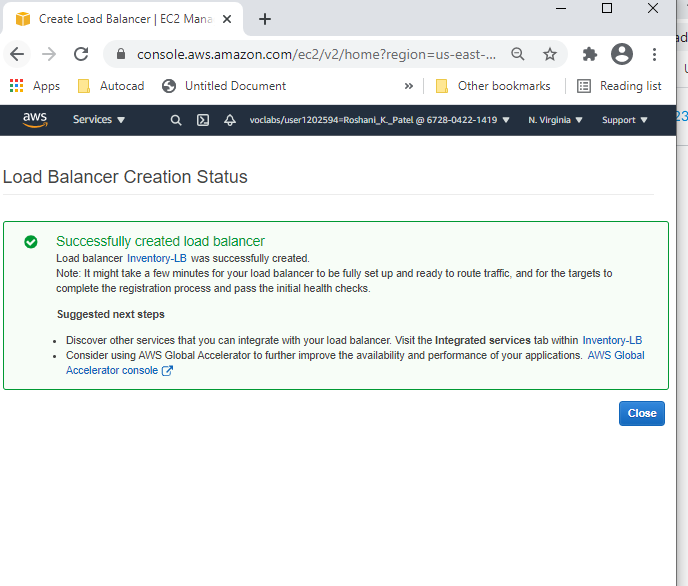 Create Load Balancer | EC2 Mana
console.aws.amazon.com/ec2/v2/home?region=us-east-...
Apps Autocad Untitled Document » Other bookmarks Reading list
aws Services voclabs/user1202594=Roshani_K._Patel @ 6728-0422-1419 N. Virginia Support
Load Balancer Creation Status
Successfully created load balancer
Load balancer Inventory-LB was successfully created.
Note: It might take a few minutes for your load balancer to be fully set up and ready to route traffic, and for the targets to
complete the registration process and pass the initial health checks.
Suggested next steps
• Discover other services that you can integrate with your load balancer. Visit the Integrated services tab within Inventory-LB
• Consider using AWS Global Accelerator to further improve the availability and performance of your applications. AWS Global
Accelerator console
Close